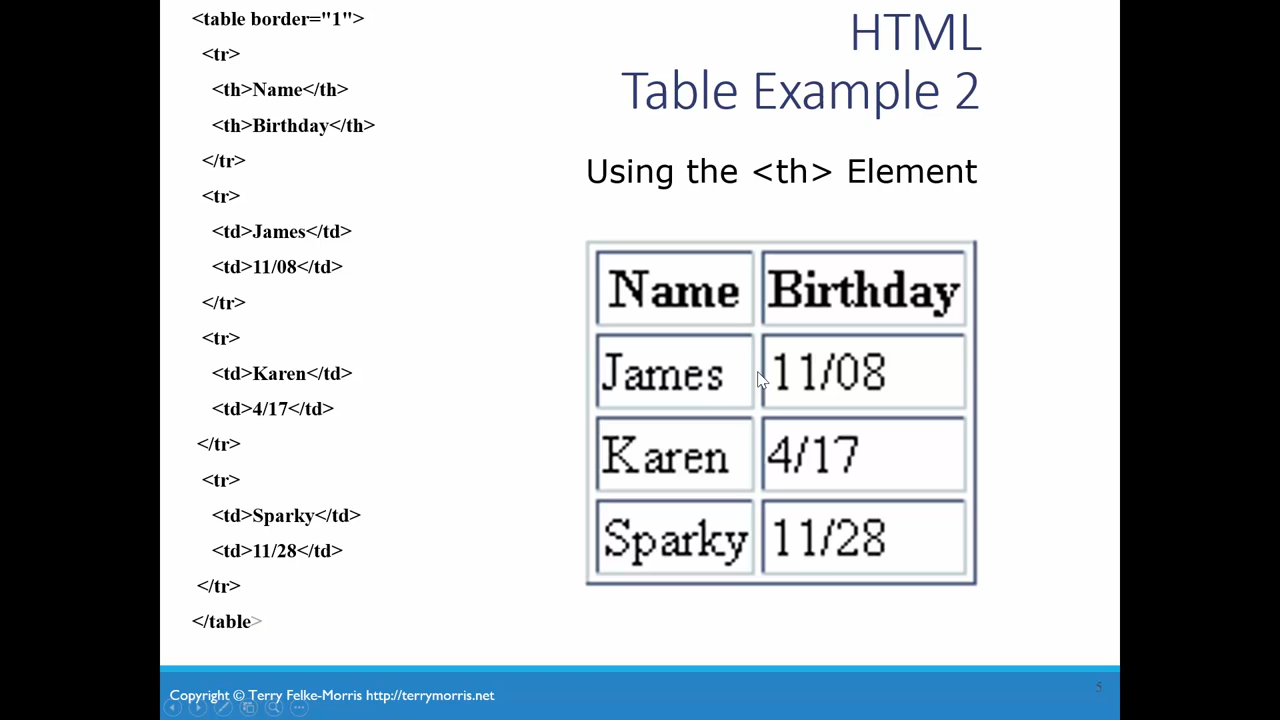 <table border="1">
<tr>
<th>Name</th>
<th>Birthday</th>
</tr>
<tr>
<td>James</td>
<td>11/08</td>
</tr>
<tr>
<td>Karen</td>
<td>4/17</td>
</tr>
<tr>
<td>Sparky</td>
<td>11/28</td>
</tr>
</table>
HTML
Table Example 2
Using the <th> Element
Name Birthday
James 11/08
Karen 4/17
Sparky 11/28
Copyright © Terry Felke-Morris http://terrymorris.net
5